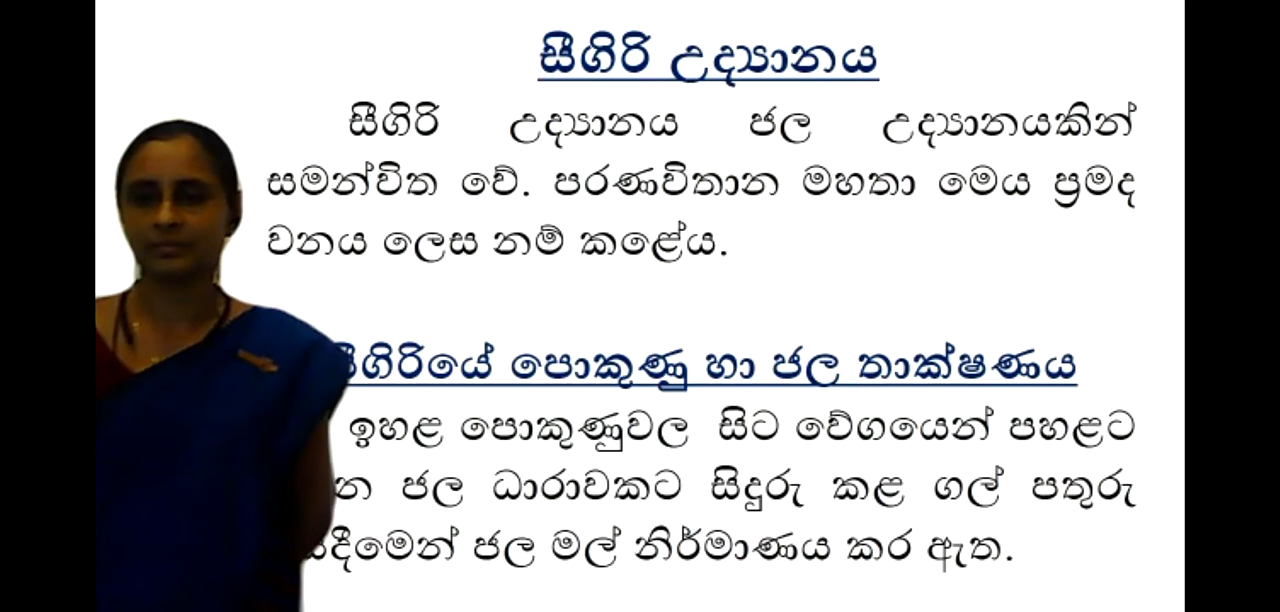 සීගිරි උද්‍යානය
සීගිරි උද්‍යානය ජල උද්‍යානයකින්
සමන්විත වේ. පරණවිතාන මහතා මෙය ප්‍රමද
වනය ලෙස නම් කළේය.
සීගිරියේ පොකුණු හා ජල තාක්ෂණය
ඉහළ පොකුණුවල සිට වේගයෙන් පහළට
ජල ධාරාවකට සිදුරු කළ ගල් පතුරු
ජල මල් නිර්මාණය කර ඇත.